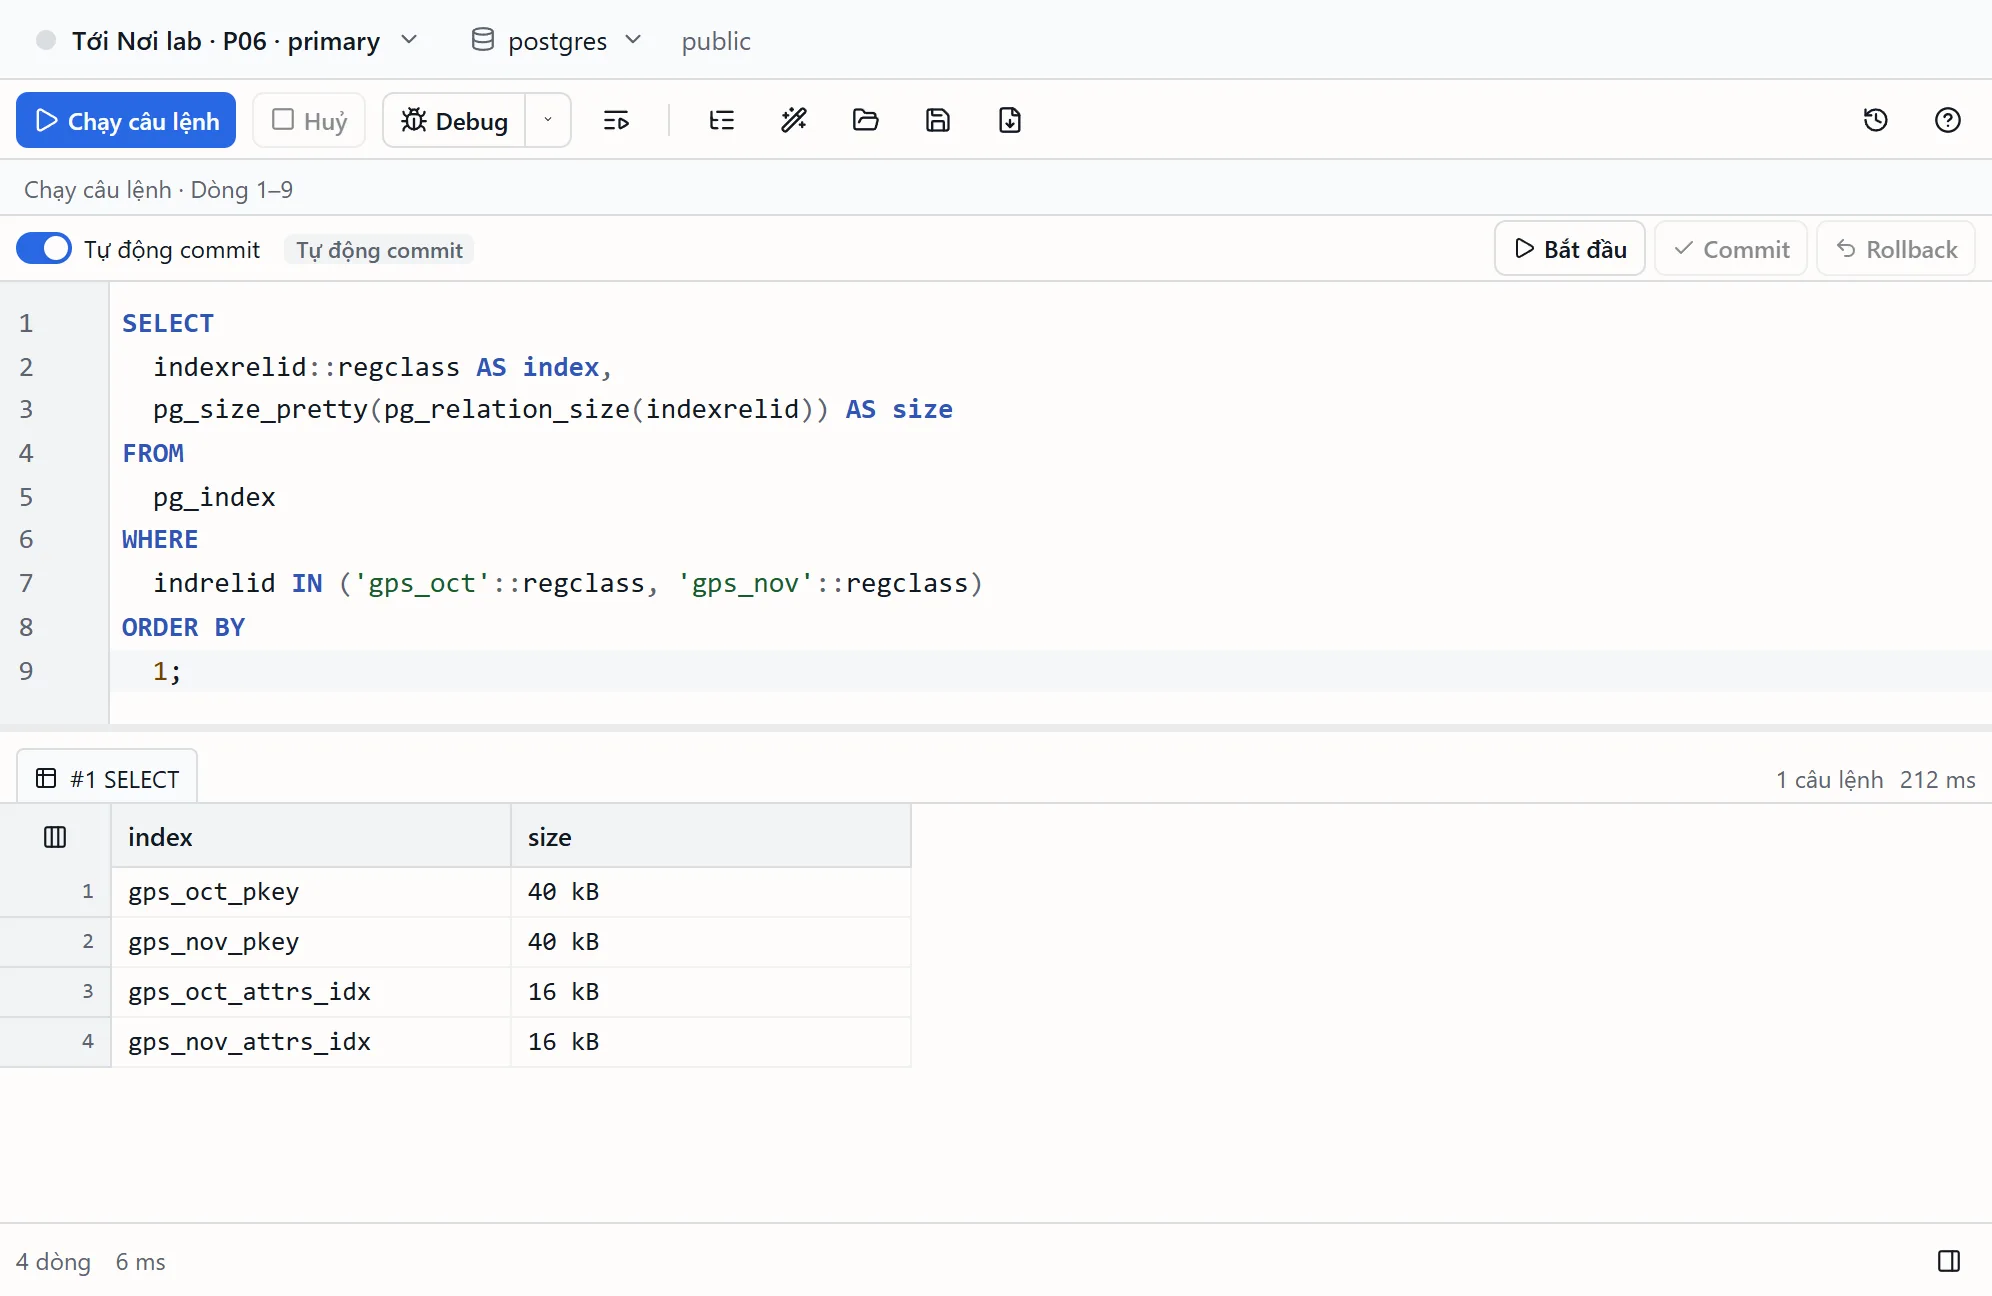 Tới Nơi lab · P06 · primary postgres public
Chạy câu lệnh Huỷ Debug
Chạy câu lệnh · Dòng 1–9
Tự động commit Tự động commit Bắt đầu Commit Rollback
1 SELECT
2 indexrelid::regclass AS index,
3 pg_size_pretty(pg_relation_size(indexrelid)) AS size
4 FROM
5 pg_index
6 WHERE
7 indrelid IN ('gps_oct'::regclass, 'gps_nov'::regclass)
8 ORDER BY
9 1;
#1 SELECT 1 câu lệnh 212 ms
index size
1 gps_oct_pkey 40 kB
2 gps_nov_pkey 40 kB
3 gps_oct_attrs_idx 16 kB
4 gps_nov_attrs_idx 16 kB
4 dòng 6 ms